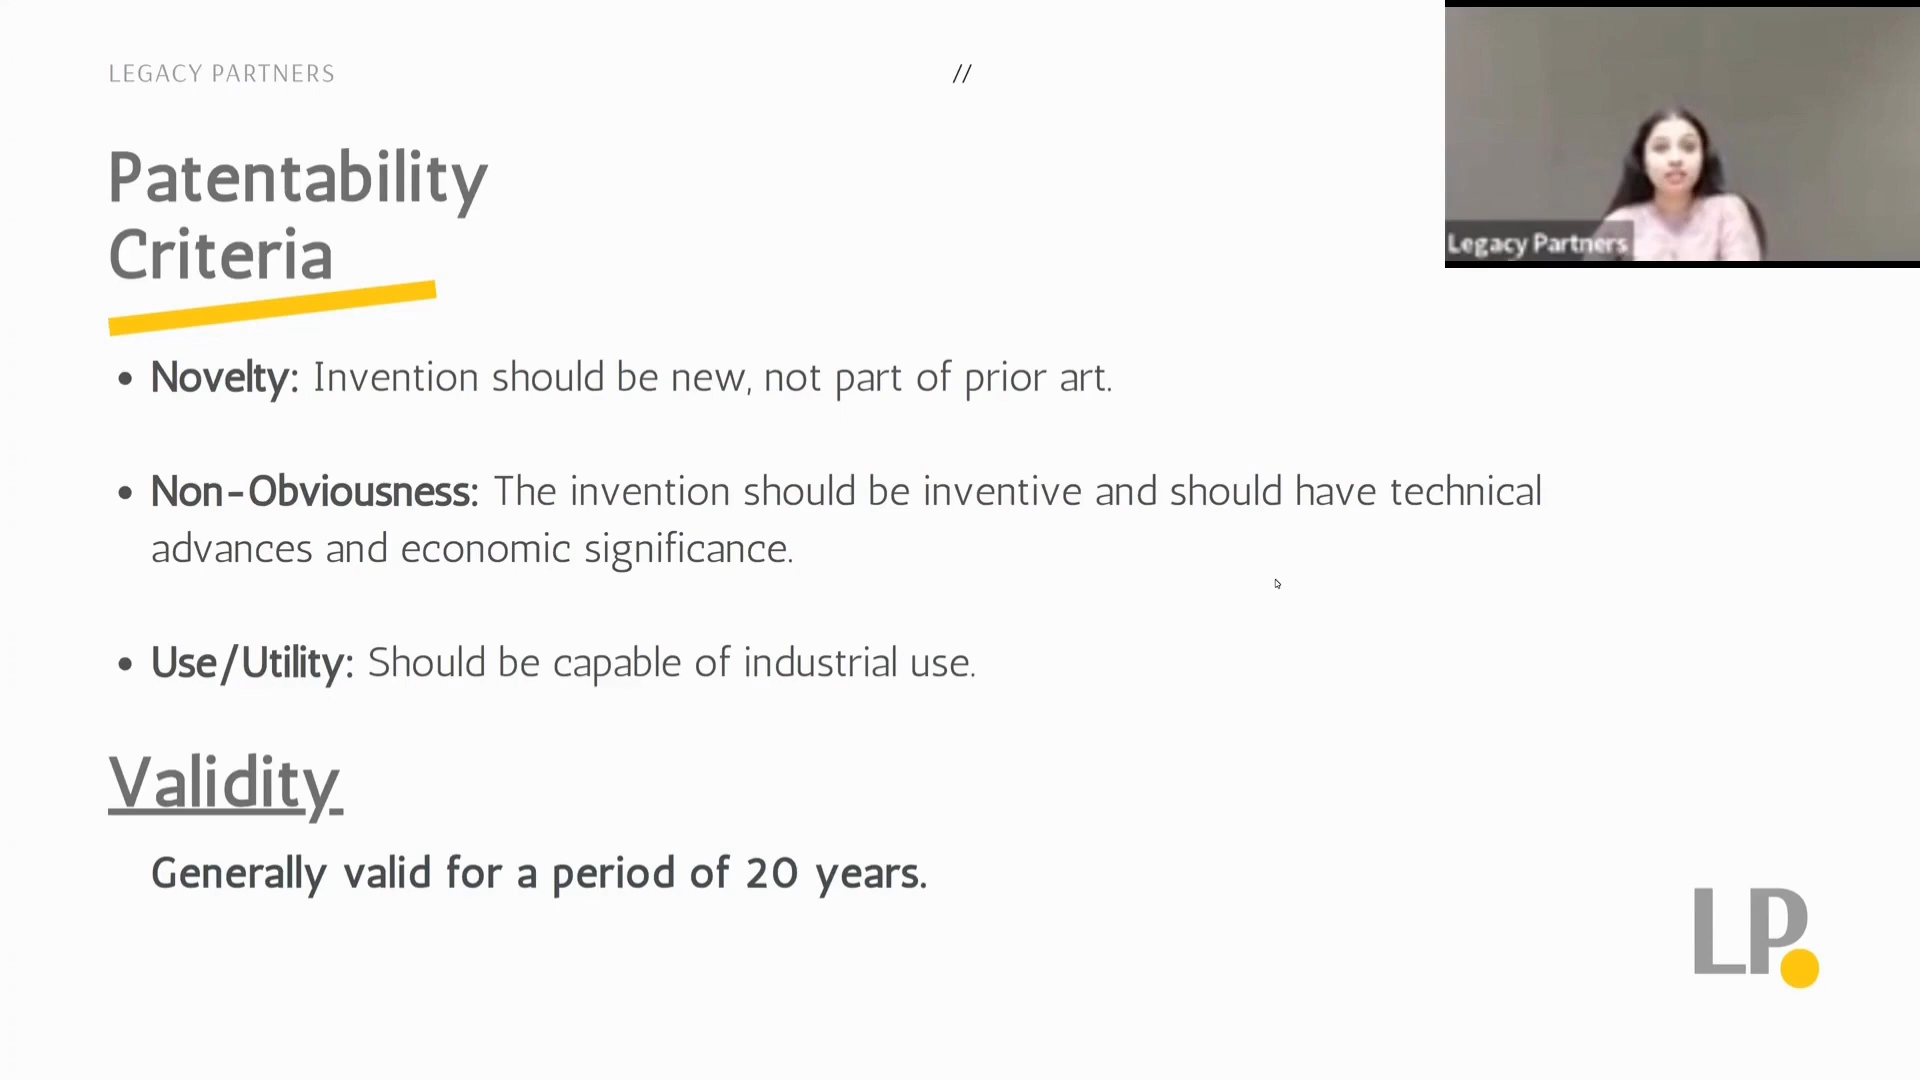 LEGACY PARTNERS
//
Patentability
Criteria
• Novelty: Invention should be new, not part of prior art.
• Non-Obviousness: The invention should be inventive and should have technical
advances and economic significance.
• Use/Utility: Should be capable of industrial use.
Validity
Generally valid for a period of 20 years.
Legacy Partners
LP.